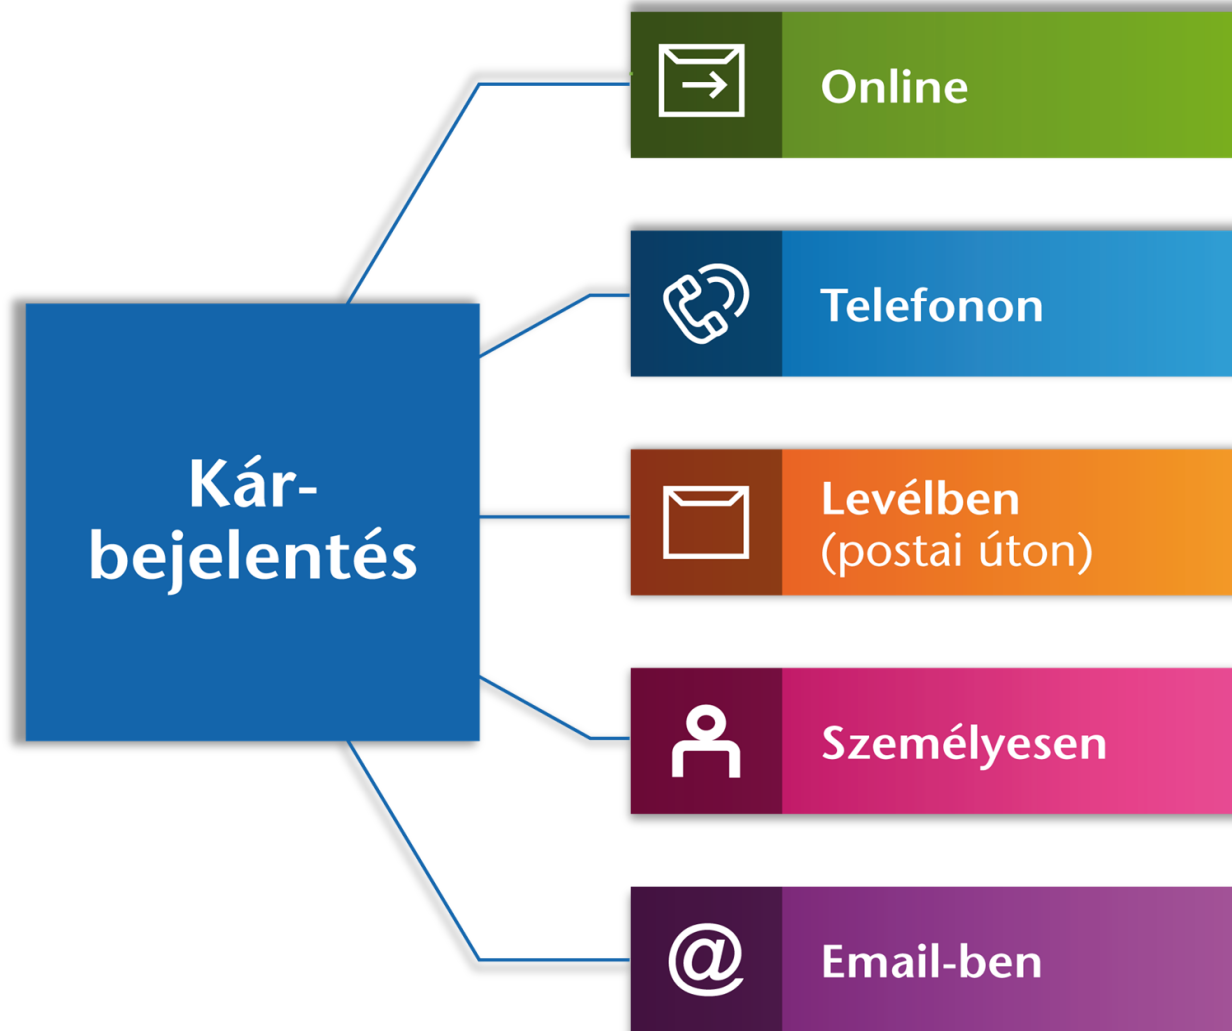 Kár-
bejelentés
Online
Telefonon
Levélben
(postai úton)
Személyesen
@
Email-ben